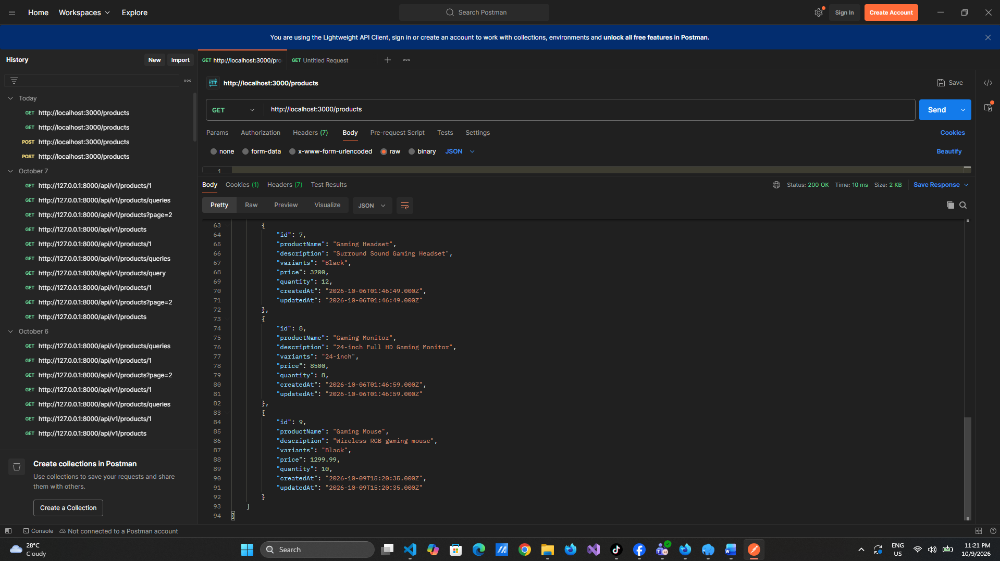 Home
Workspaces
Explore
Search Postman
Sign In
Create Account
You are using the Lightweight API Client, sign in or create an account to work with collections, environments and unlock all free features in Postman.
History
New
Import
Today
GET http://localhost:3000/products
GET http://localhost:3000/products
POST http://localhost:3000/products
POST http://localhost:3000/products
October 7
GET http://127.0.0.1:8000/api/v1/products/1
GET http://127.0.0.1:8000/api/v1/products/queries
GET http://127.0.0.1:8000/api/v1/products?page=2
GET http://127.0.0.1:8000/api/v1/products
GET http://127.0.0.1:8000/api/v1/products/1
GET http://127.0.0.1:8000/api/v1/products/queries
GET http://127.0.0.1:8000/api/v1/products/query
GET http://127.0.0.1:8000/api/v1/products/1
GET http://127.0.0.1:8000/api/v1/products?page=2
GET http://127.0.0.1:8000/api/v1/products
October 6
GET http://127.0.0.1:8000/api/v1/products/queries
GET http://127.0.0.1:8000/api/v1/products/1
GET http://127.0.0.1:8000/api/v1/products?page=2
GET http://127.0.0.1:8000/api/v1/products/1
GET http://127.0.0.1:8000/api/v1/products/queries
GET http://127.0.0.1:8000/api/v1/products/1
GET http://127.0.0.1:8000/api/v1/products
Create collections in Postman
Use collections to save your requests and share
them with others.
Create a Collection
GET http://localhost:3000/pro
GET Untitled Request
HTTP http://localhost:3000/products
Save
GET
http://localhost:3000/products
Send
Params
Authorization
Headers (7)
Body
Pre-request Script
Tests
Settings
Cookies
none
form-data
x-www-form-urlencoded
raw
binary
JSON
Beautify
1
Body
Cookies (1)
Headers (7)
Test Results
Status: 200 OK
Time: 10 ms
Size: 2 KB
Save Response
Pretty
Raw
Preview
Visualize
JSON
63 {
64 "id": 7,
65 "productName": "Gaming Headset",
66 "description": "Surround Sound Gaming Headset",
67 "variants": "Black",
68 "price": 3200,
69 "quantity": 12,
70 "createdAt": "2026-10-06T01:46:49.000Z",
71 "updatedAt": "2026-10-06T01:46:49.000Z"
72 },
73 {
74 "id": 8,
75 "productName": "Gaming Monitor",
76 "description": "24-inch Full HD Gaming Monitor",
77 "variants": "24-inch",
78 "price": 8500,
79 "quantity": 8,
80 "createdAt": "2026-10-06T01:46:59.000Z",
81 "updatedAt": "2026-10-06T01:46:59.000Z"
82 },
83 {
84 "id": 9,
85 "productName": "Gaming Mouse",
86 "description": "Wireless RGB gaming mouse",
87 "variants": "Black",
88 "price": 1299.99,
89 "quantity": 10,
90 "createdAt": "2026-10-09T15:20:35.000Z",
91 "updatedAt": "2026-10-09T15:20:35.000Z"
92 }
93 ]
94 }
Console
Not connected to a Postman account
28°C
Cloudy
Search
ENG
US
11:21 PM
10/9/2026